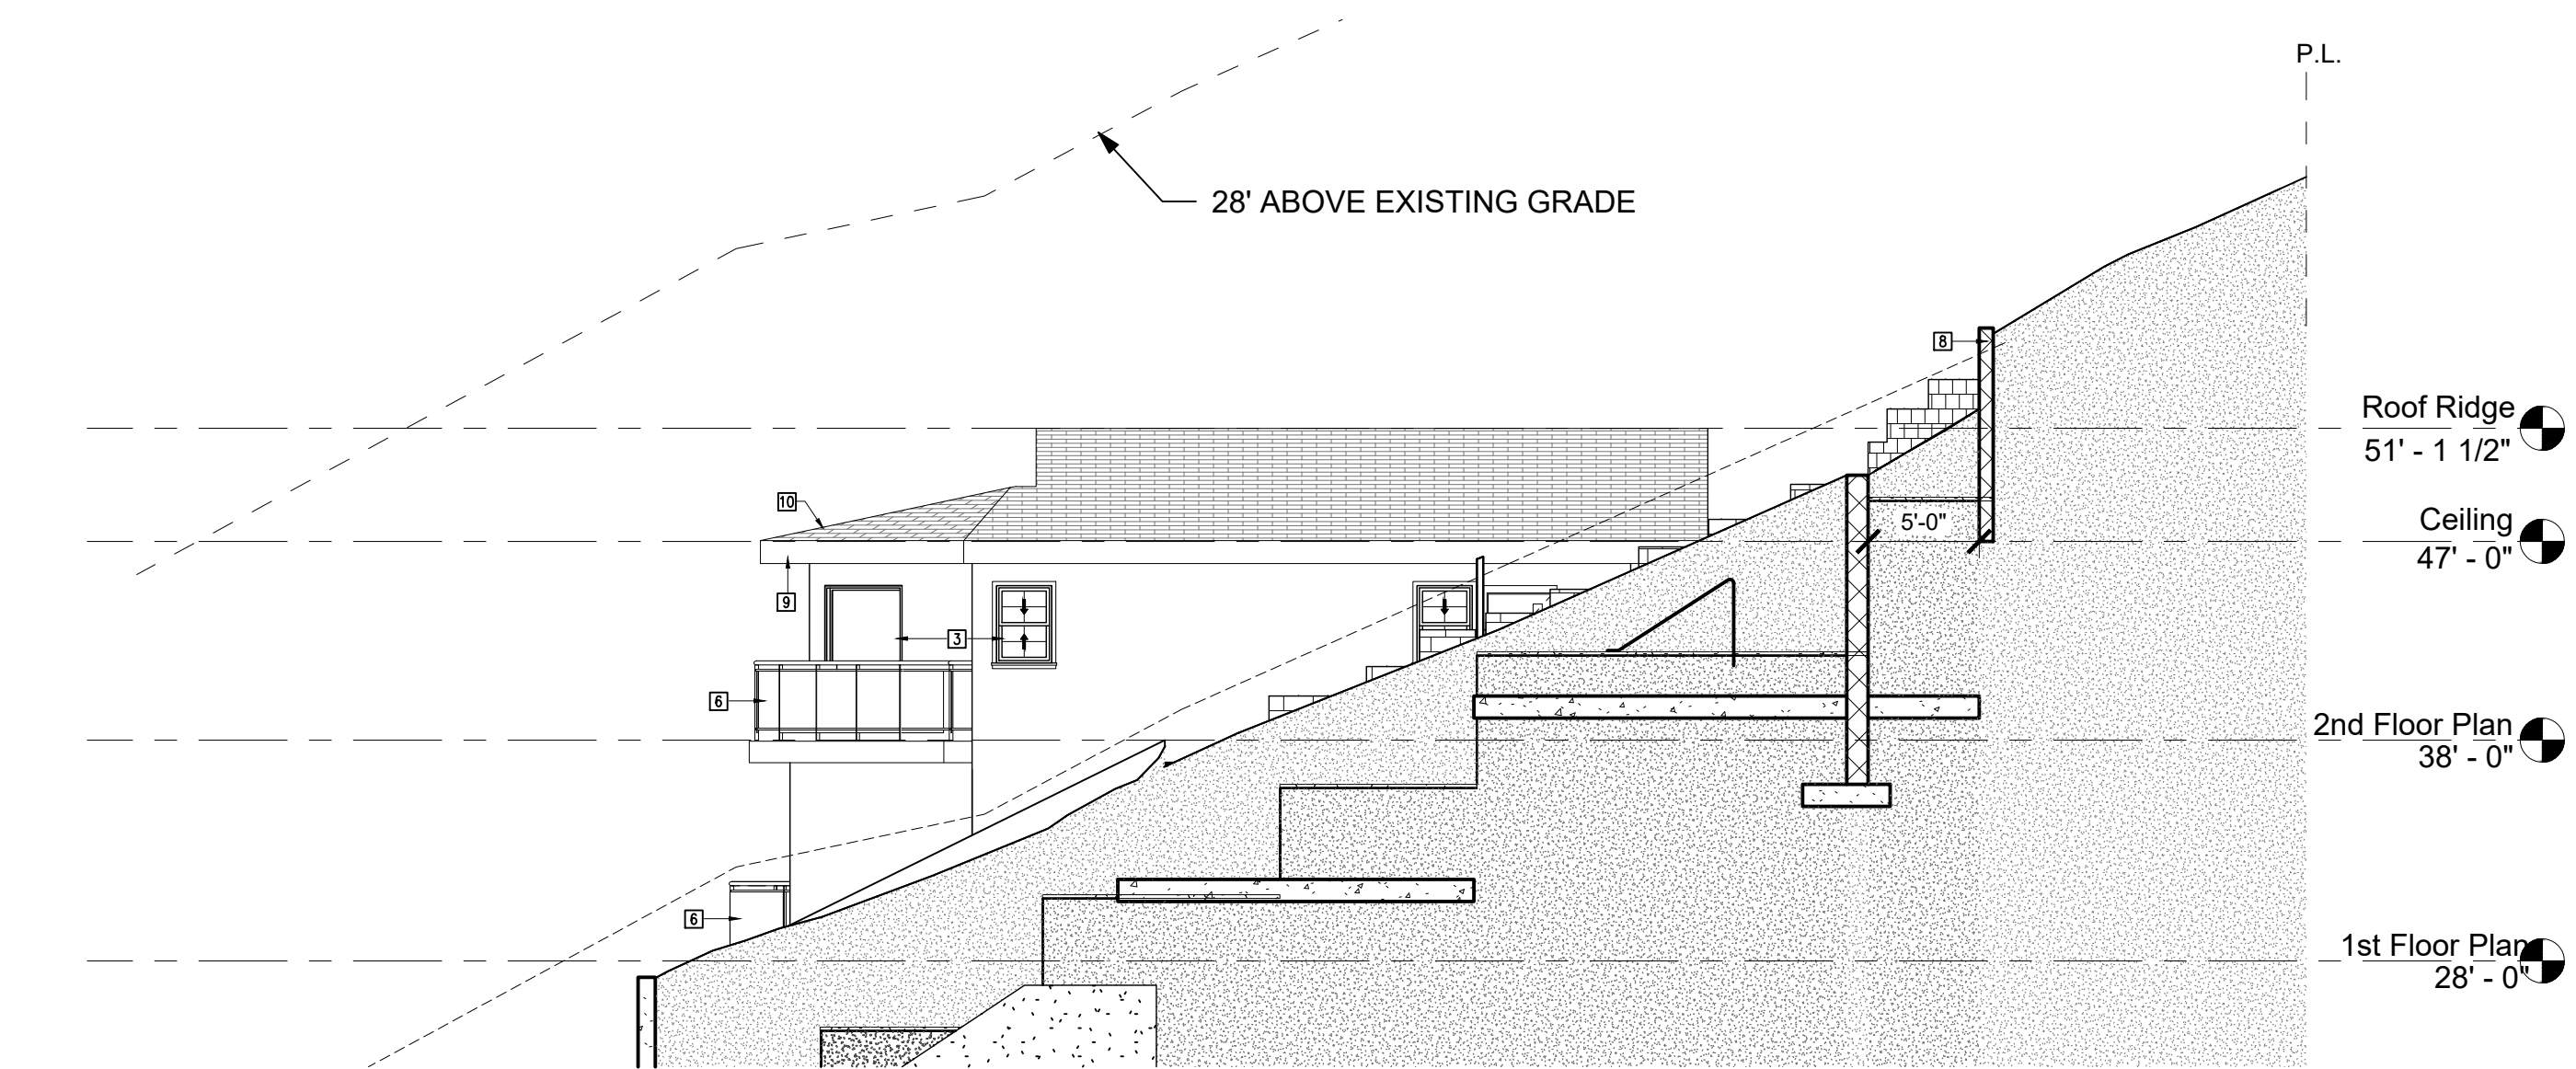 P.L.
28' ABOVE EXISTING GRADE
8
Roof Ridge
51' - 1 1/2"
10
5'-0"
Ceiling
47' - 0"
9
3
6
2nd Floor Plan
38' - 0"
6
1st Floor Plan
28' - 0"